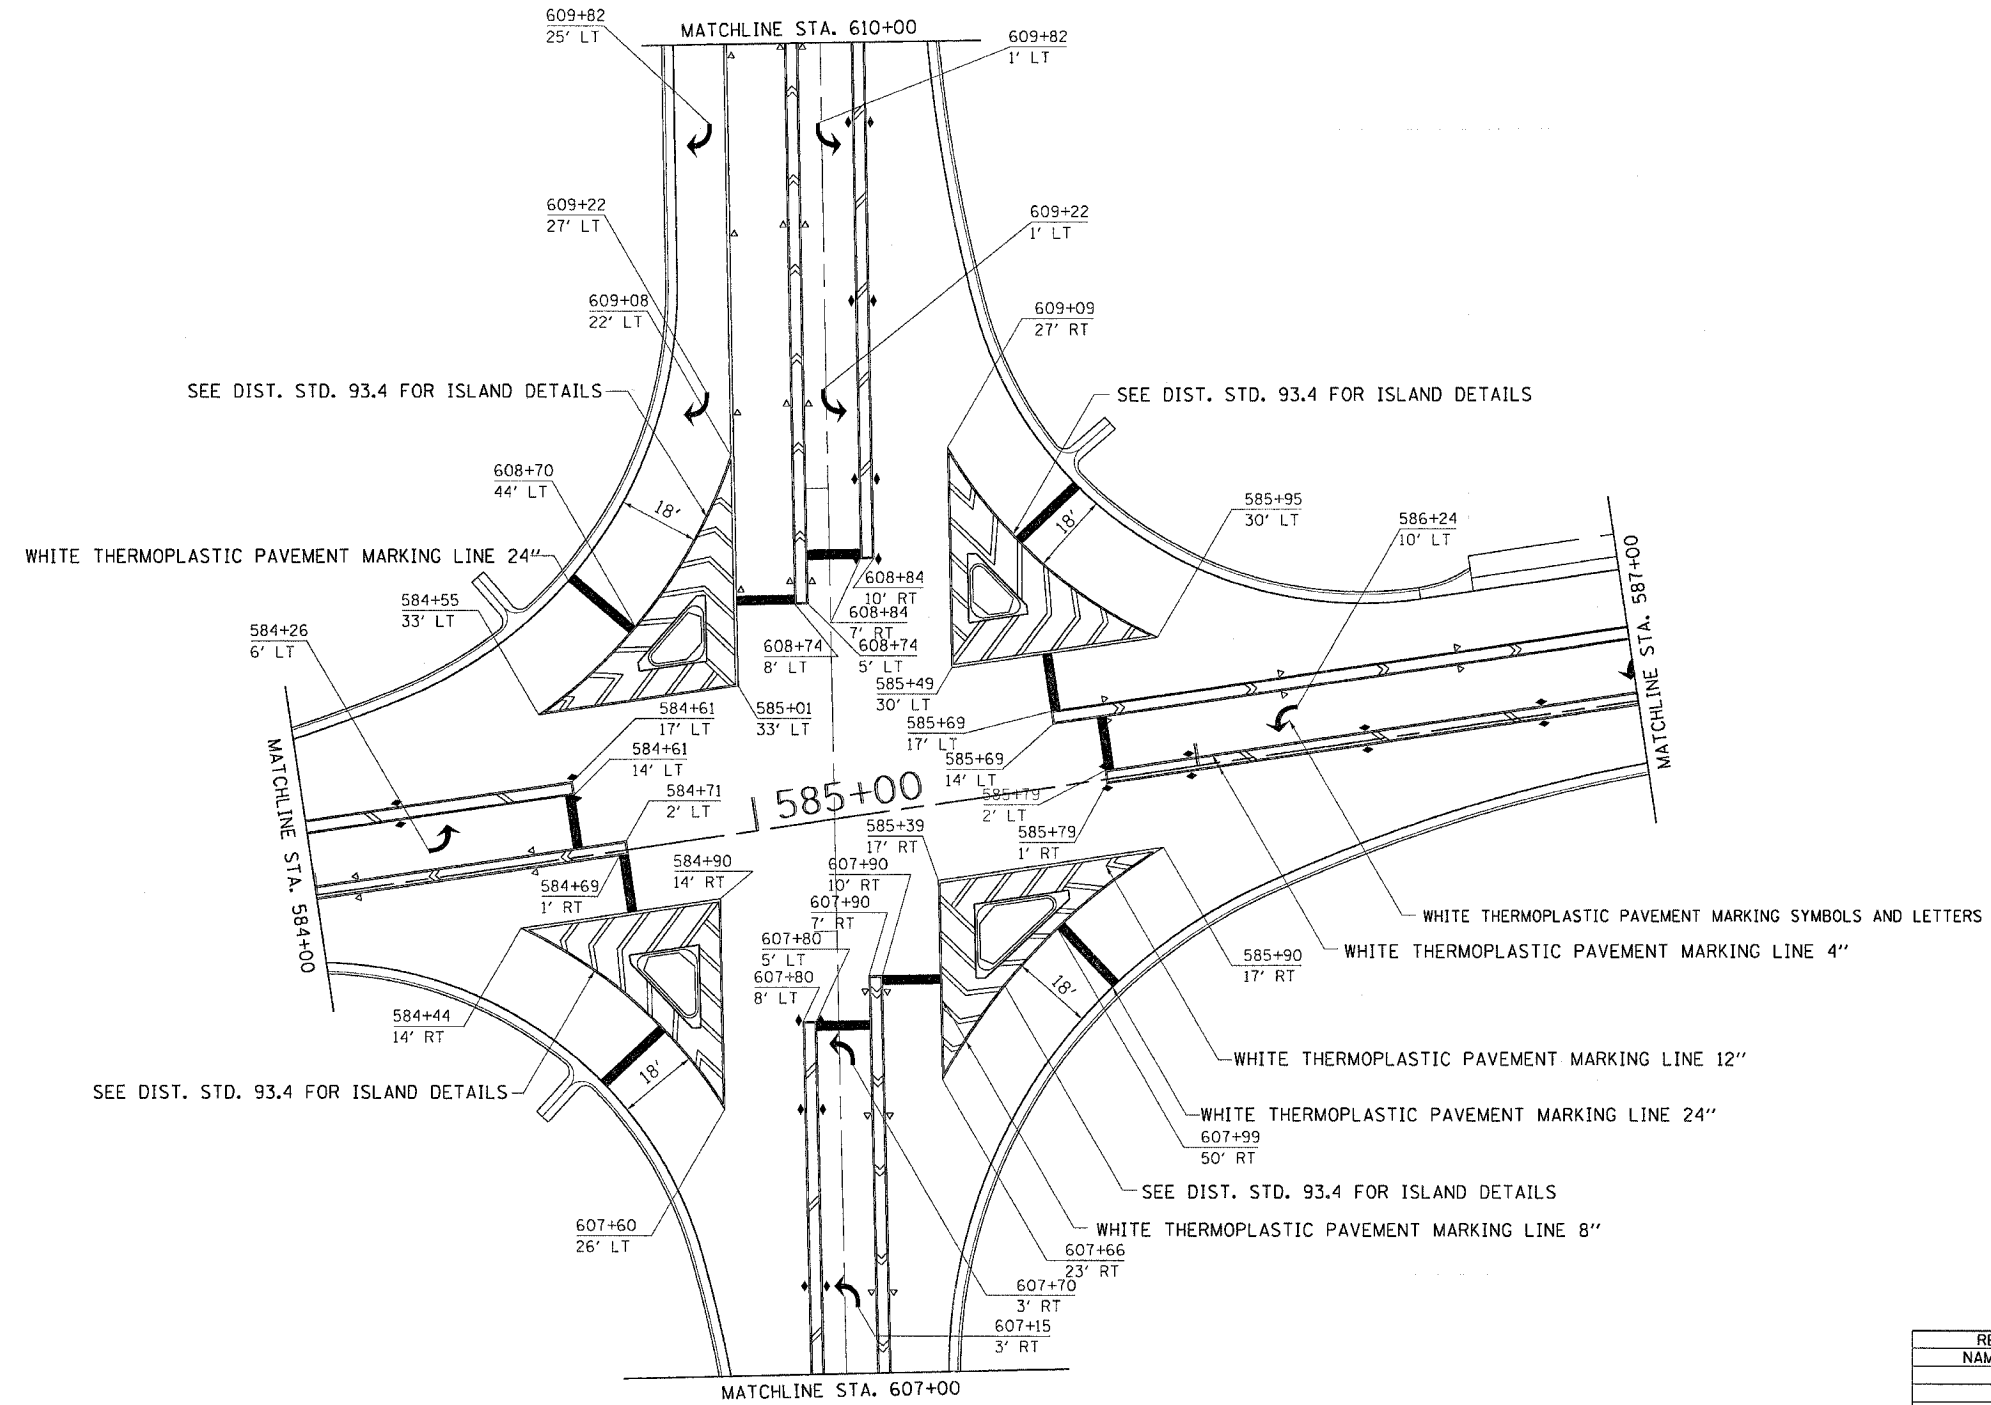 609+82
25' LT
MATCHLINE STA. 610+00
609+82
1' LT
609+22
27' LT
609+22
1' LT
609+08
22' LT
609+09
27' RT
SEE DIST. STD. 93.4 FOR ISLAND DETAILS
SEE DIST. STD. 93.4 FOR ISLAND DETAILS
608+70
44' LT
18'
18'
585+95
30' LT
586+24
10' LT
WHITE THERMOPLASTIC PAVEMENT MARKING LINE 24"
584+55
33' LT
584+26
6' LT
608+84
10' RT
608+84
7' RT
608+74
8' LT
608+74
5' LT
585+49
30' LT
MATCHLINE STA. 587+00
584+61
17' LT
585+01
33' LT
585+69
17' LT
584+61
14' LT
585+69
14' LT
584+71
2' LT
585+00
585+79
2' LT
585+79
1' RT
MATCHLINE STA. 584+00
585+39
17' RT
584+90
14' RT
607+90
10' RT
584+69
1' RT
607+90
7' RT
607+80
5' LT
607+80
8' LT
WHITE THERMOPLASTIC PAVEMENT MARKING SYMBOLS AND LETTERS
WHITE THERMOPLASTIC PAVEMENT MARKING LINE 4"
585+90
17' RT
18'
584+44
14' RT
18'
WHITE THERMOPLASTIC PAVEMENT MARKING LINE 12"
SEE DIST. STD. 93.4 FOR ISLAND DETAILS
WHITE THERMOPLASTIC PAVEMENT MARKING LINE 24"
607+99
50' RT
SEE DIST. STD. 93.4 FOR ISLAND DETAILS
607+60
26' LT
WHITE THERMOPLASTIC PAVEMENT MARKING LINE 8"
607+66
23' RT
607+70
3' RT
607+15
3' RT
MATCHLINE STA. 607+00